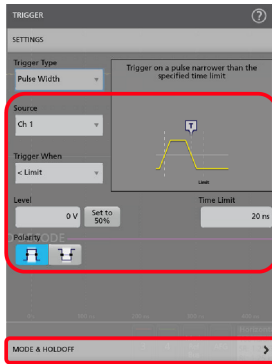 TRIGGER ?
SETTINGS
Trigger Type
Pulse Width
Trigger on a pulse narrower than the
specified time limit
Source
Ch 1
T
Trigger When
< Limit
Limit
Level
Time Limit
0 V
Set to
50%
20 ns
Polarity
MODE & HOLDOFF